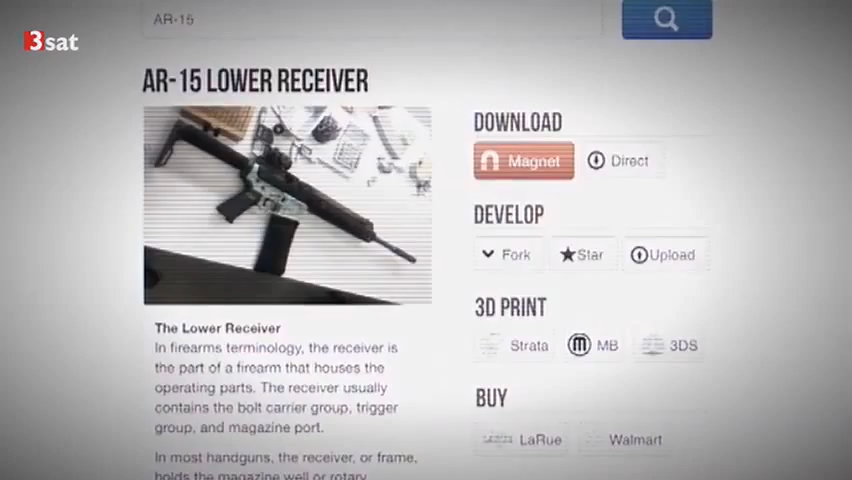 3sat
AR-15
AR-15 LOWER RECEIVER
DOWNLOAD
Magnet
Direct
DEVELOP
Fork
Star
Upload
3D PRINT
Strata
MB
3DS
BUY
LaRue
Walmart
The Lower Receiver
In firearms terminology, the receiver is
the part of a firearm that houses the
operating parts. The receiver usually
contains the bolt carrier group, trigger
group, and magazine port.
In most handguns, the receiver, or frame,
holds the magazine well or rotary